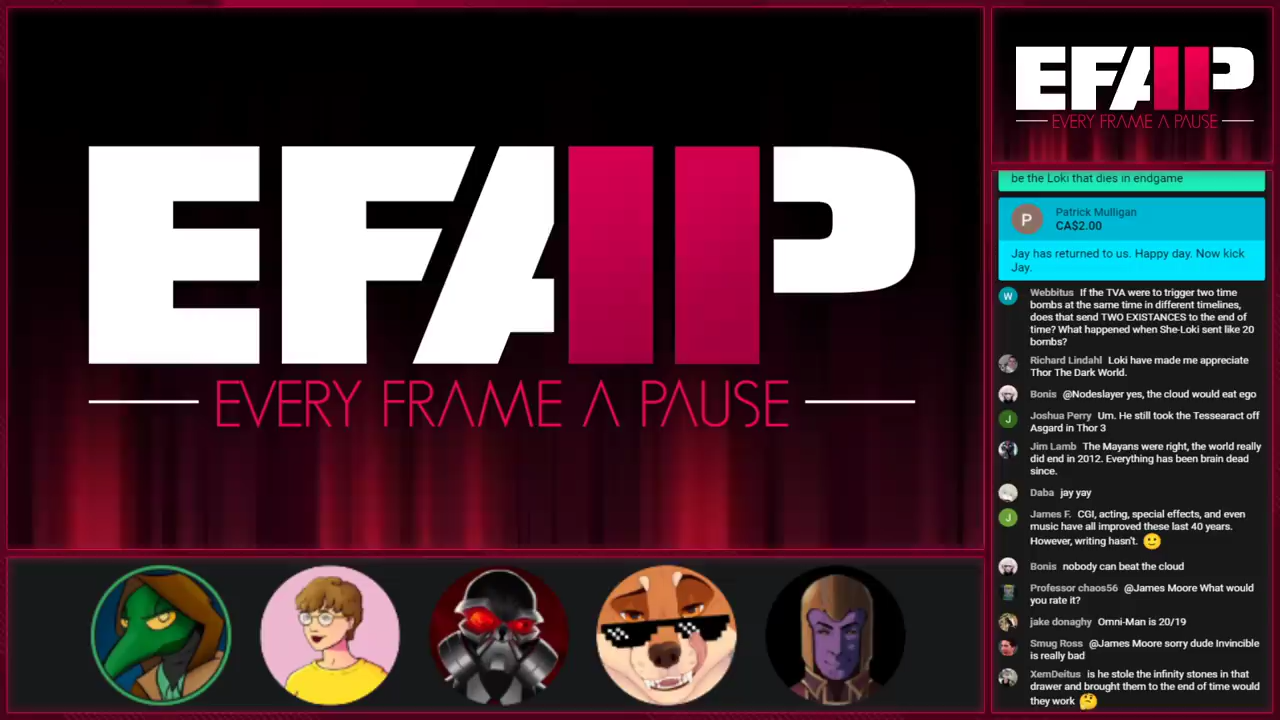 EFAP
EVERY FRAME A PAUSE
EFAP
EVERY FRAME A PAUSE
be the Loki that dies in endgame
P
Patrick Mulligan
CA$2.00
Jay has returned to us. Happy day. Now kick
Jay.
W
Webbitus If the TVA were to trigger two time
bombs at the same time in different timelines,
does that send TWO EXISTANCES to the end of
time? What happened when She-Loki sent like 20
bombs?
Richard Lindahl Loki have made me appreciate
Thor The Dark World.
Bonis @Nodeslayer yes, the cloud would eat ego
J
Joshua Perry Um. He still took the Tessearact off
Asgard in Thor 3
Jim Lamb The Mayans were right, the world really
did end in 2012. Everything has been brain dead
since.
Daba jay yay
J
James F. CGI, acting, special effects, and even
music have all improved these last 40 years.
However, writing hasn't. 🙂
Bonis nobody can beat the cloud
Professor chaos56 @James Moore What would
you rate it?
jake donaghy Omni-Man is 20/19
Smug Ross @James Moore sorry dude Invincible
is really bad
XemDeitus is he stole the infinity stones in that
drawer and brought them to the end of time would
they work 🤔